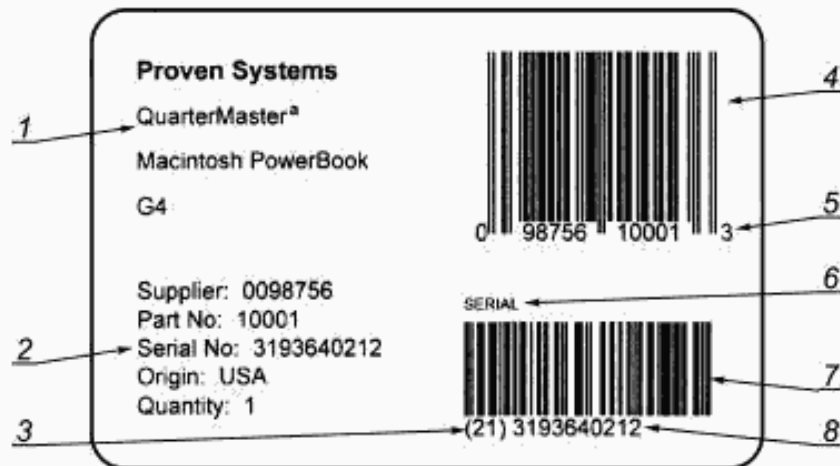 Proven Systems
QuarterMasterᵃ
Macintosh PowerBook
G4
Supplier: 0098756
Part No: 10001
Serial No: 3193640212
Origin: USA
Quantity: 1
0 98756 10001 3
SERIAL
(21) 3193640212
1
2
3
4
5
6
7
8